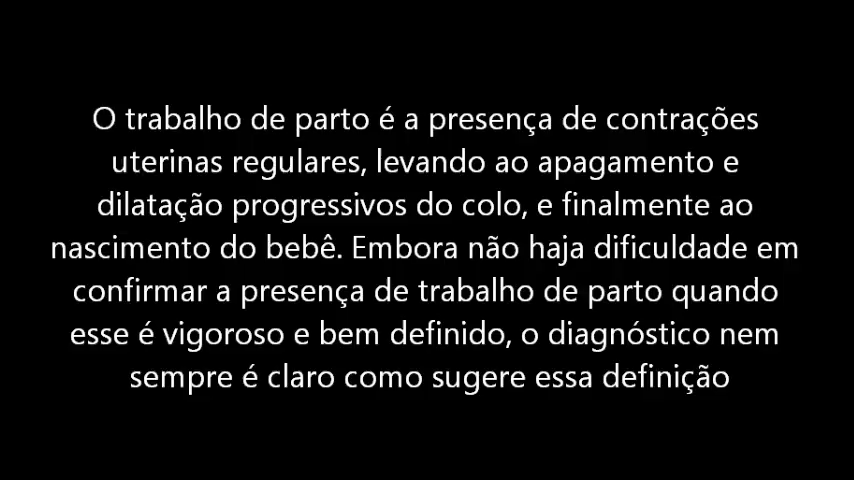 O trabalho de parto é a presença de contrações
uterinas regulares, levando ao apagamento e
dilatação progressivos do colo, e finalmente ao
nascimento do bebê. Embora não haja dificuldade em
confirmar a presença de trabalho de parto quando
esse é vigoroso e bem definido, o diagnóstico nem
sempre é claro como sugere essa definição